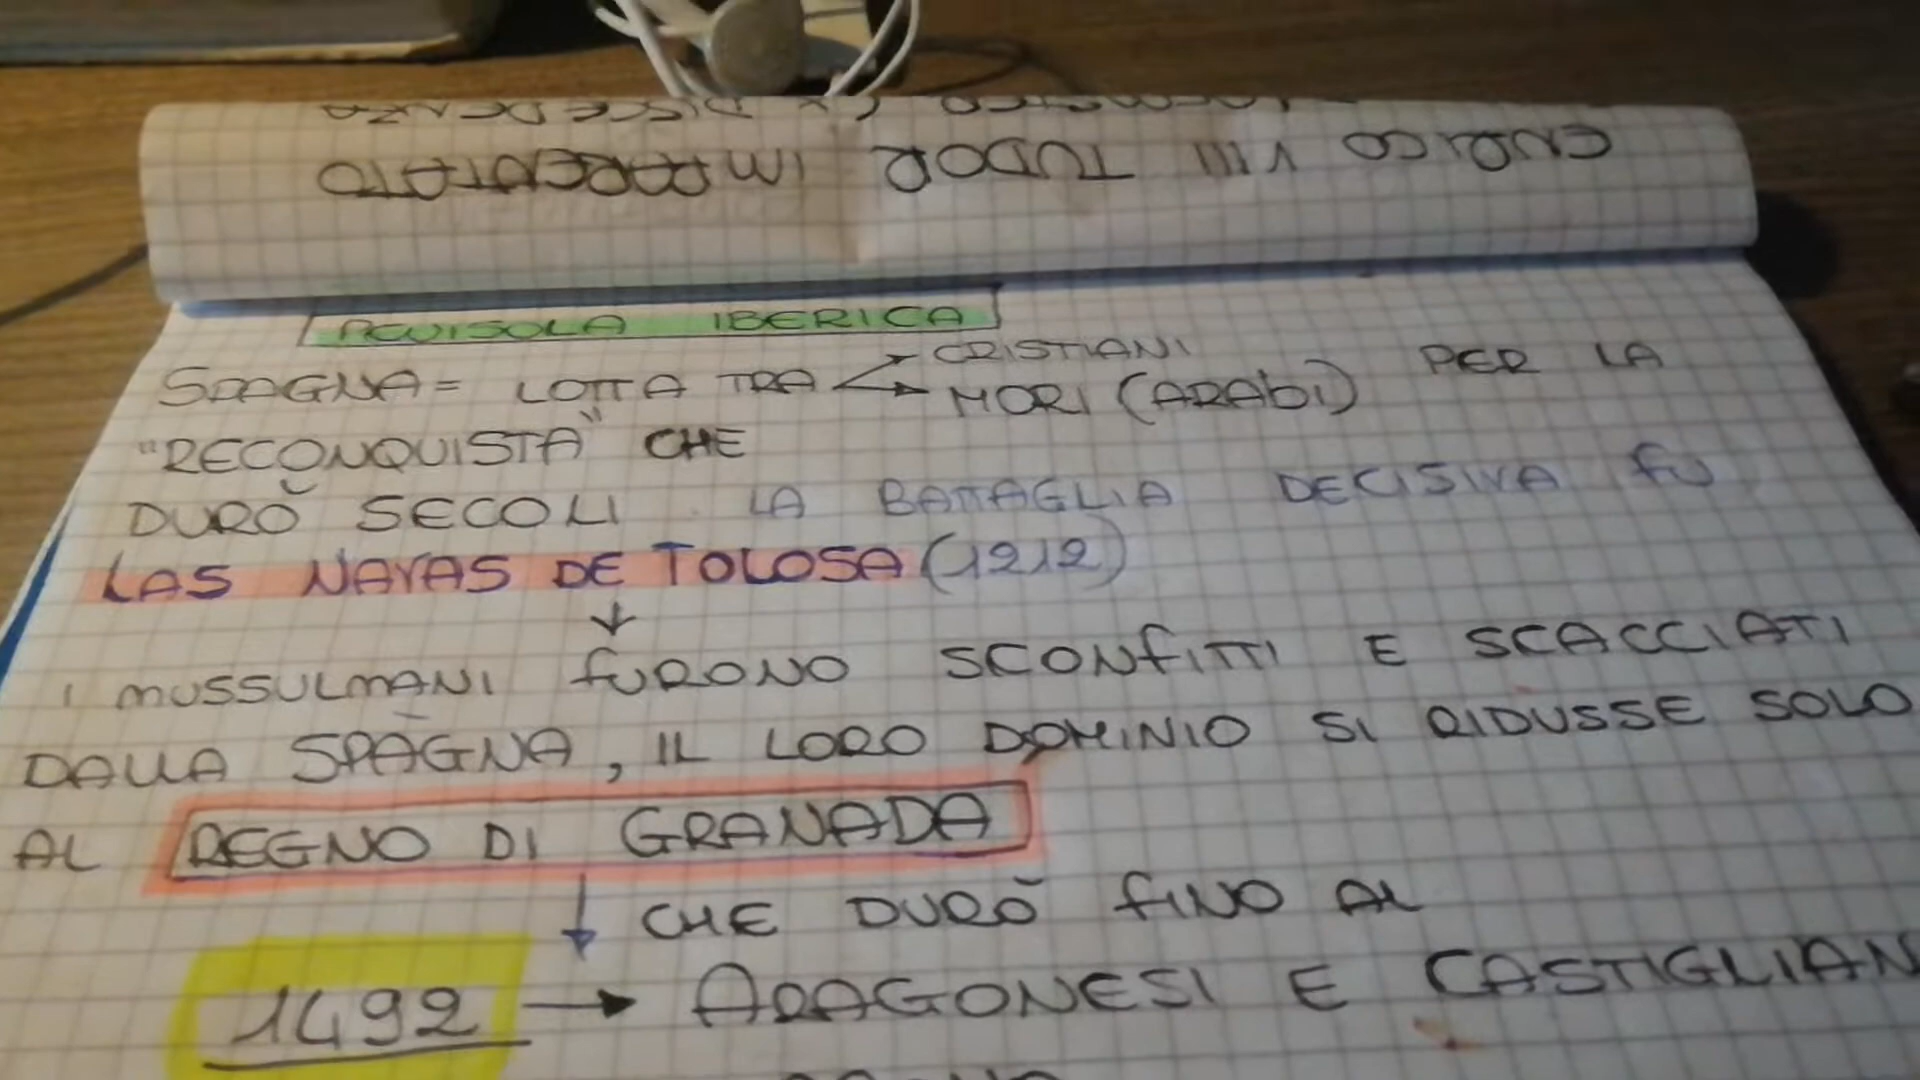 ENRICO VIII TUDOR IMPARENTATO
DISCENDENZA
PENISOLA IBERICA
SPAGNA = LOTTA TRA CRISTIANI
MORI (ARABI) PER LA
"RECONQUISTA" CHE
DURÒ SECOLI. LA BATTAGLIA DECISIVA FU
LAS NAVAS DE TOLOSA (1212)
I MUSSULMANI FURONO SCONFITTI E SCACCIATI
DALLA SPAGNA, IL LORO DOMINIO SI RIDUSSE SOLO
AL REGNO DI GRANADA
CHE DURÒ FINO AL
1492 → ARAGONESI E CASTIGLIAN